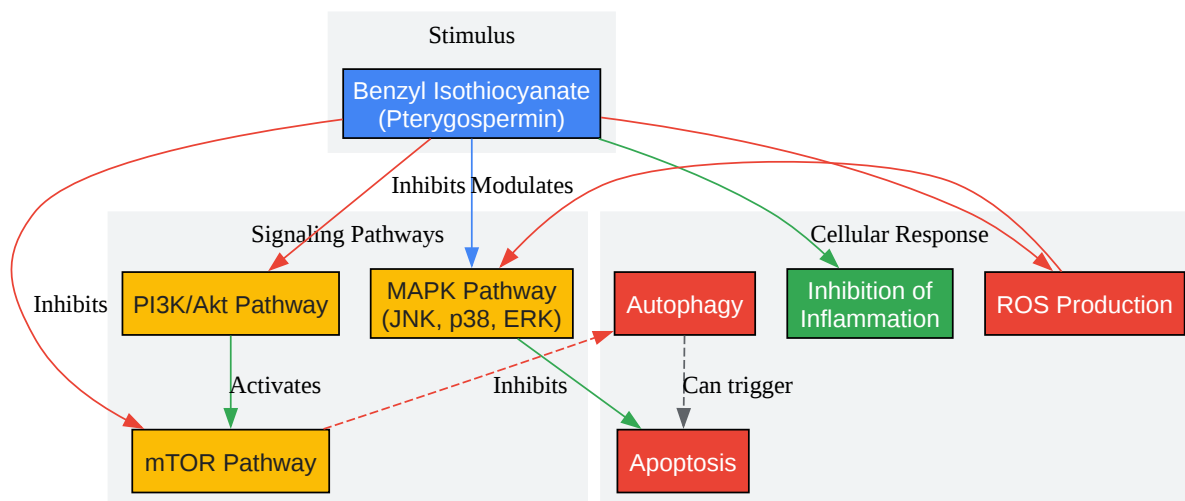 Stimulus
Benzyl Isothiocyanate
(Pterygospermin)
Inhibits
Modulates
Signaling Pathways
Cellular Response
Inhibits
PI3K/Akt Pathway
MAPK Pathway
(JNK, p38, ERK)
Autophagy
Inhibition of
Inflammation
ROS Production
Activates
Inhibits
Can trigger
mTOR Pathway
Apoptosis